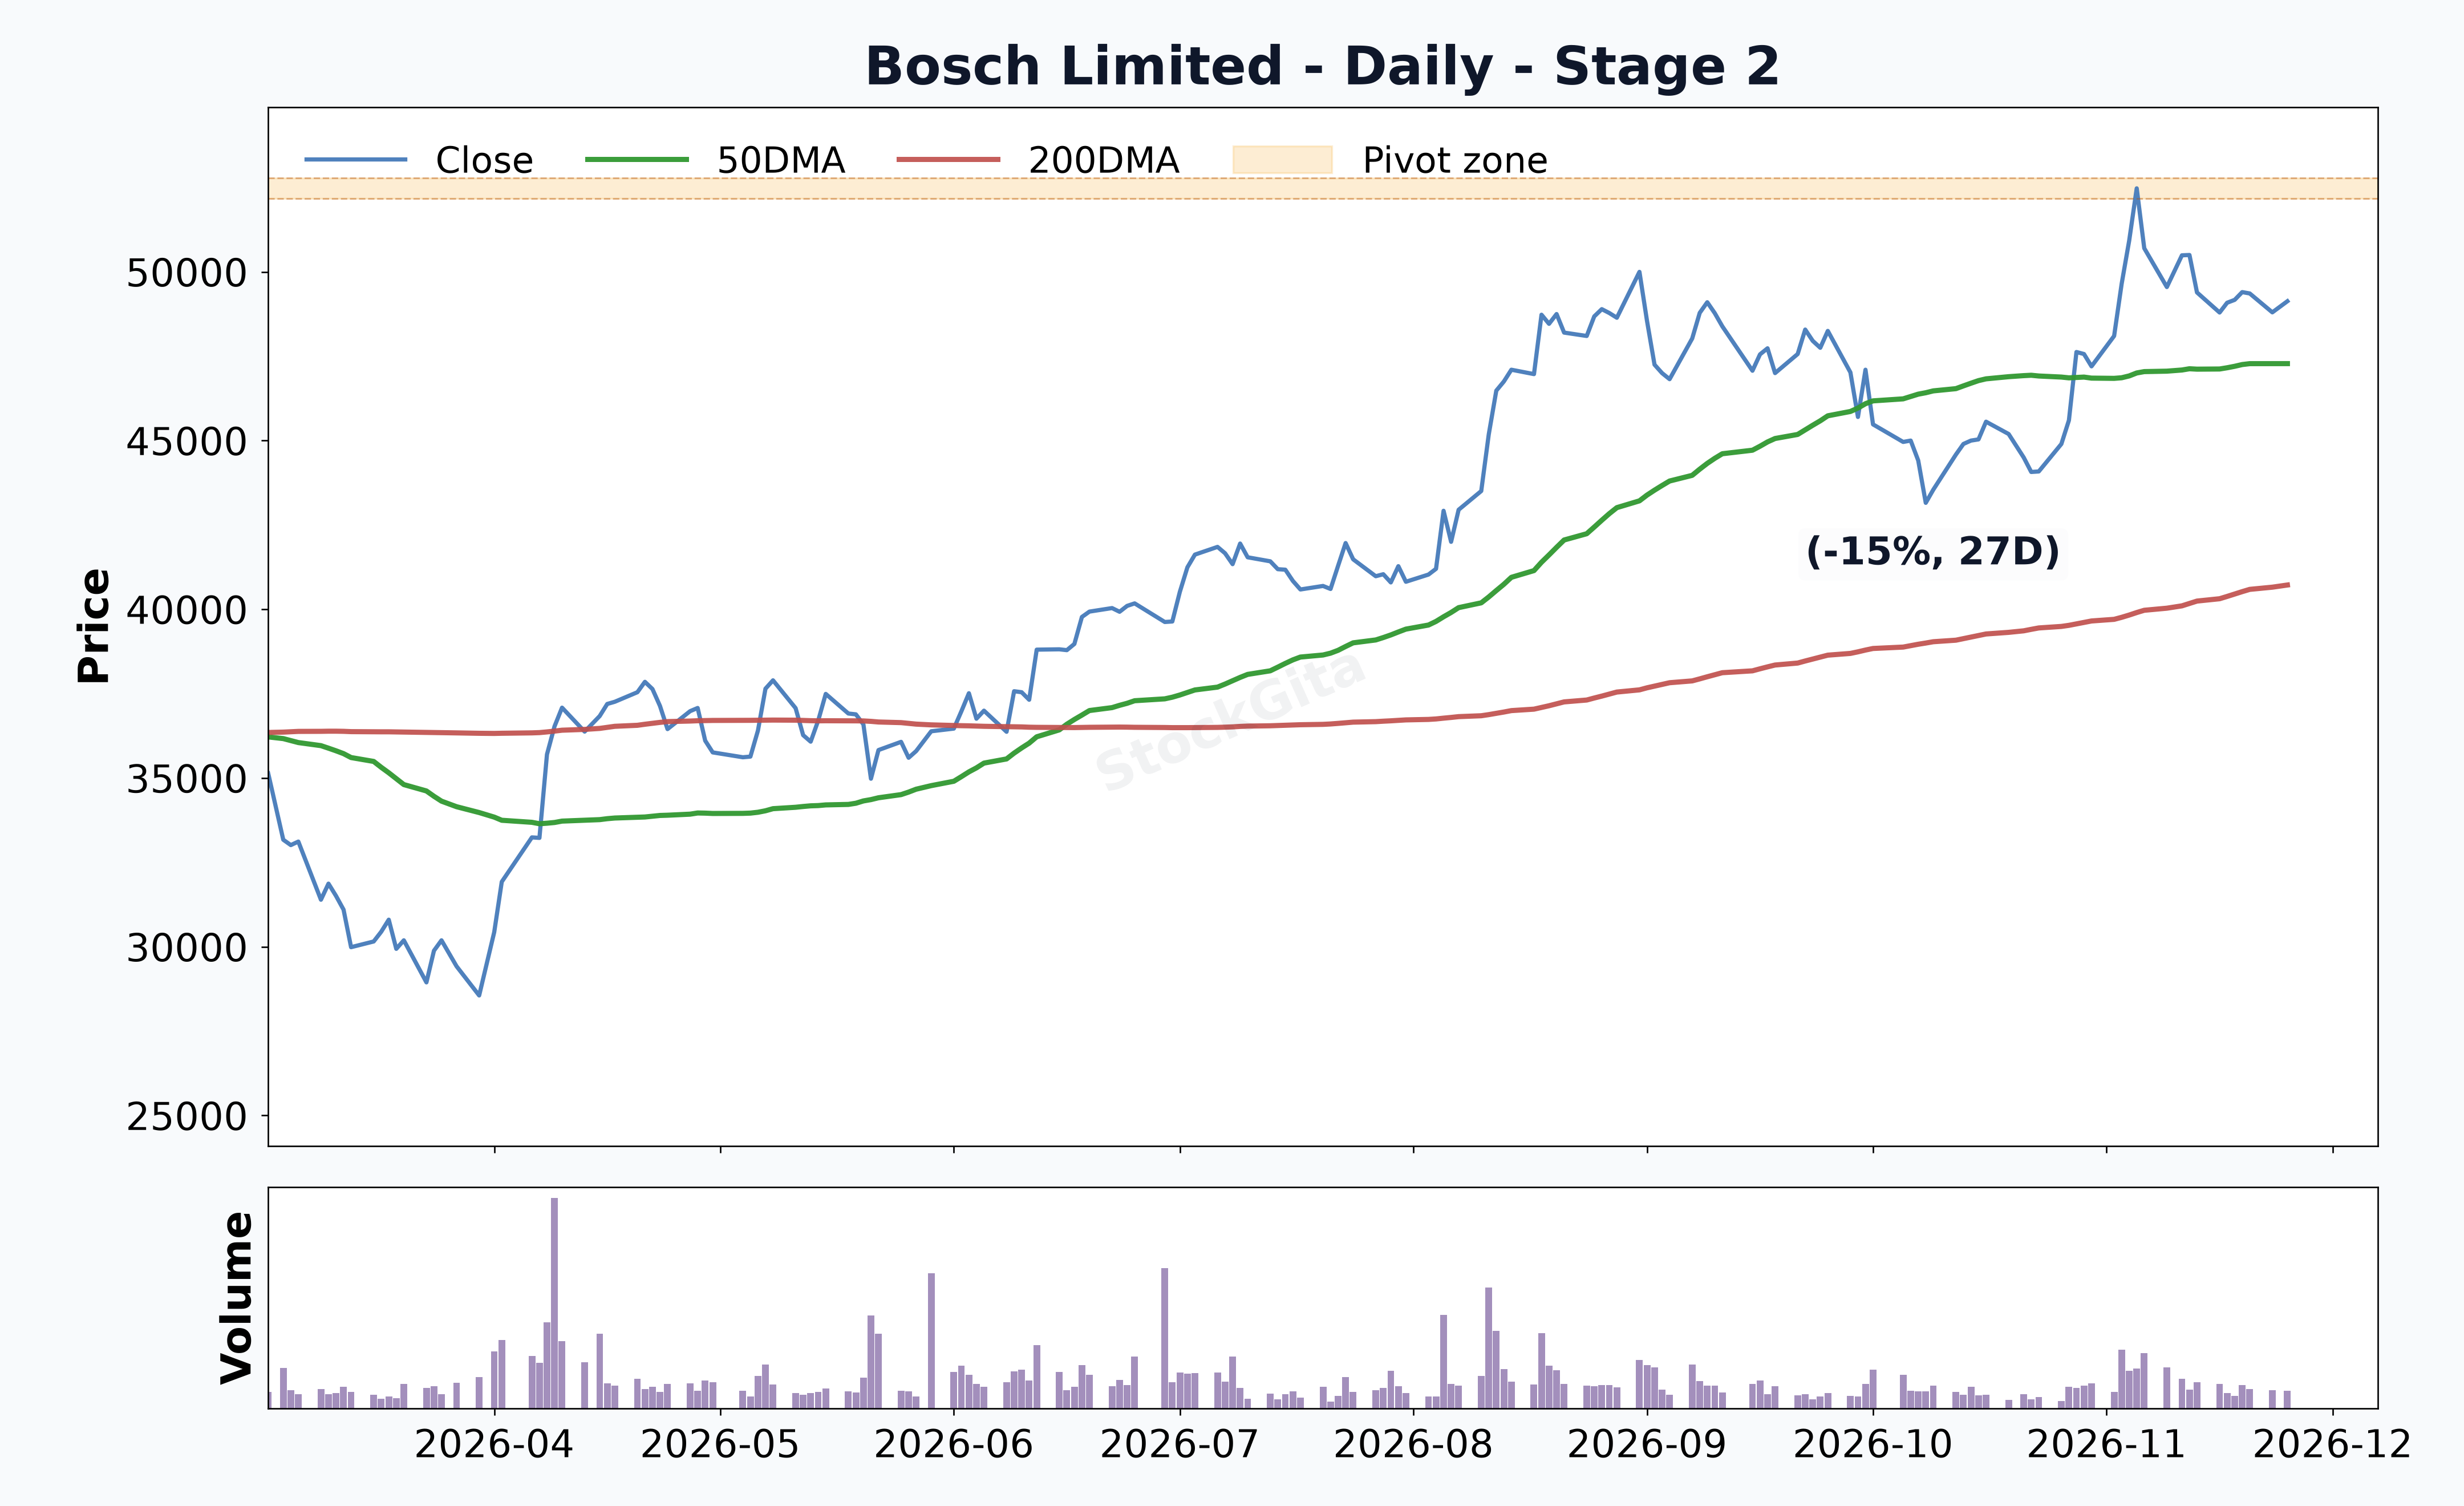 Bosch Limited - Daily - Stage 2
Close 50DMA 200DMA Pivot zone
Price
50000
45000
40000
35000
30000
25000
(-15%, 27D)
StockGita
Volume
2026-04 2026-05 2026-06 2026-07 2026-08 2026-09 2026-10 2026-11 2026-12